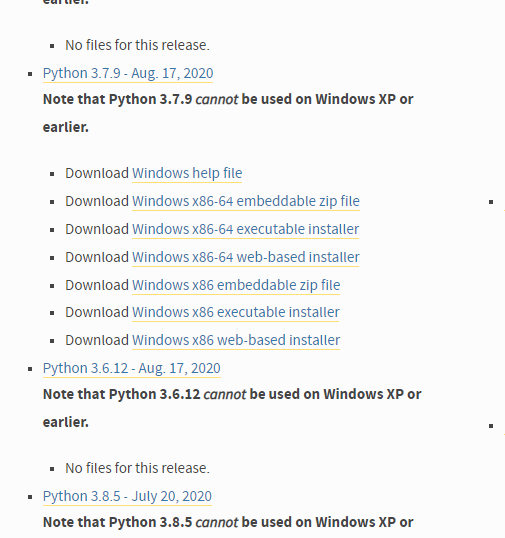 earlier.
No files for this release.
Python 3.7.9 - Aug. 17, 2020
Note that Python 3.7.9 cannot be used on Windows XP or
earlier.
Download Windows help file
Download Windows x86-64 embeddable zip file
Download Windows x86-64 executable installer
Download Windows x86-64 web-based installer
Download Windows x86 embeddable zip file
Download Windows x86 executable installer
Download Windows x86 web-based installer
Python 3.6.12 - Aug. 17, 2020
Note that Python 3.6.12 cannot be used on Windows XP or
earlier.
No files for this release.
Python 3.8.5 - July 20, 2020
Note that Python 3.8.5 cannot be used on Windows XP or